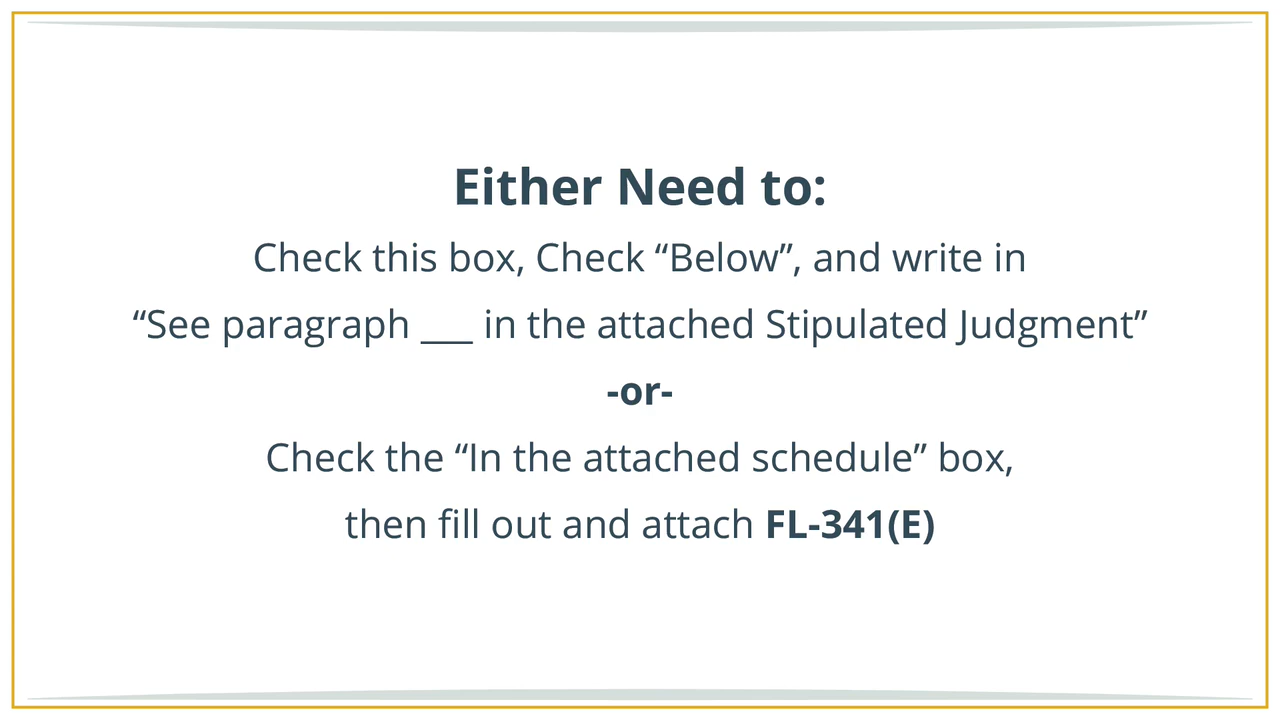 Either Need to:
Check this box, Check “Below”, and write in
“See paragraph ___ in the attached Stipulated Judgment”
-or-
Check the “In the attached schedule” box,
then fill out and attach FL-341(E)